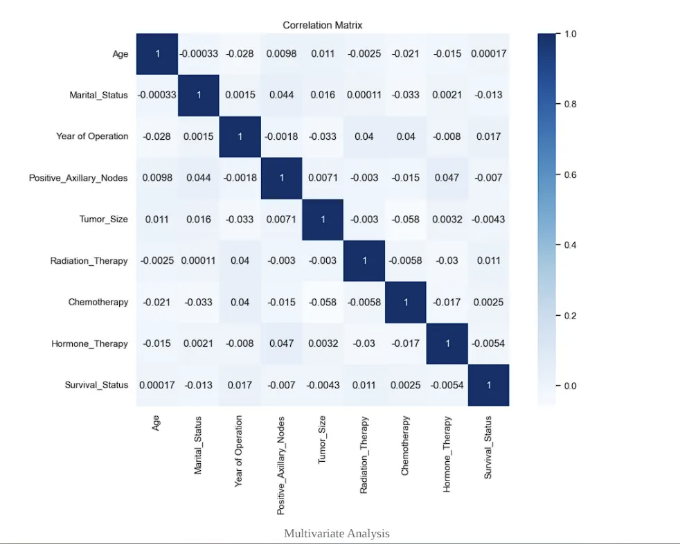 Correlation Matrix
Age 1 -0.00033 -0.028 0.0098 0.011 -0.0025 -0.021 -0.015 0.00017
Marital_Status -0.00033 1 0.0015 0.044 0.016 0.00011 -0.033 0.0021 -0.013
Year of Operation -0.028 0.0015 1 -0.0018 -0.033 0.04 0.04 -0.008 0.017
Positive_Axillary_Nodes 0.0098 0.044 -0.0018 1 0.0071 -0.003 -0.015 0.047 -0.007
Tumor_Size 0.011 0.016 -0.033 0.0071 1 -0.003 -0.058 0.0032 -0.0043
Radiation_Therapy -0.0025 0.00011 0.04 -0.003 -0.003 1 -0.0058 -0.03 0.011
Chemotherapy -0.021 -0.033 0.04 -0.015 -0.058 -0.0058 1 -0.017 0.0025
Hormone_Therapy -0.015 0.0021 -0.008 0.047 0.0032 -0.03 -0.017 1 -0.0054
Survival_Status 0.00017 -0.013 0.017 -0.007 -0.0043 0.011 0.0025 -0.0054 1
Age
Marital_Status
Year of Operation
Positive_Axillary_Nodes
Tumor_Size
Radiation_Therapy
Chemotherapy
Hormone_Therapy
Survival_Status
1.0
0.8
0.6
0.4
0.2
0.0
Multivariate Analysis